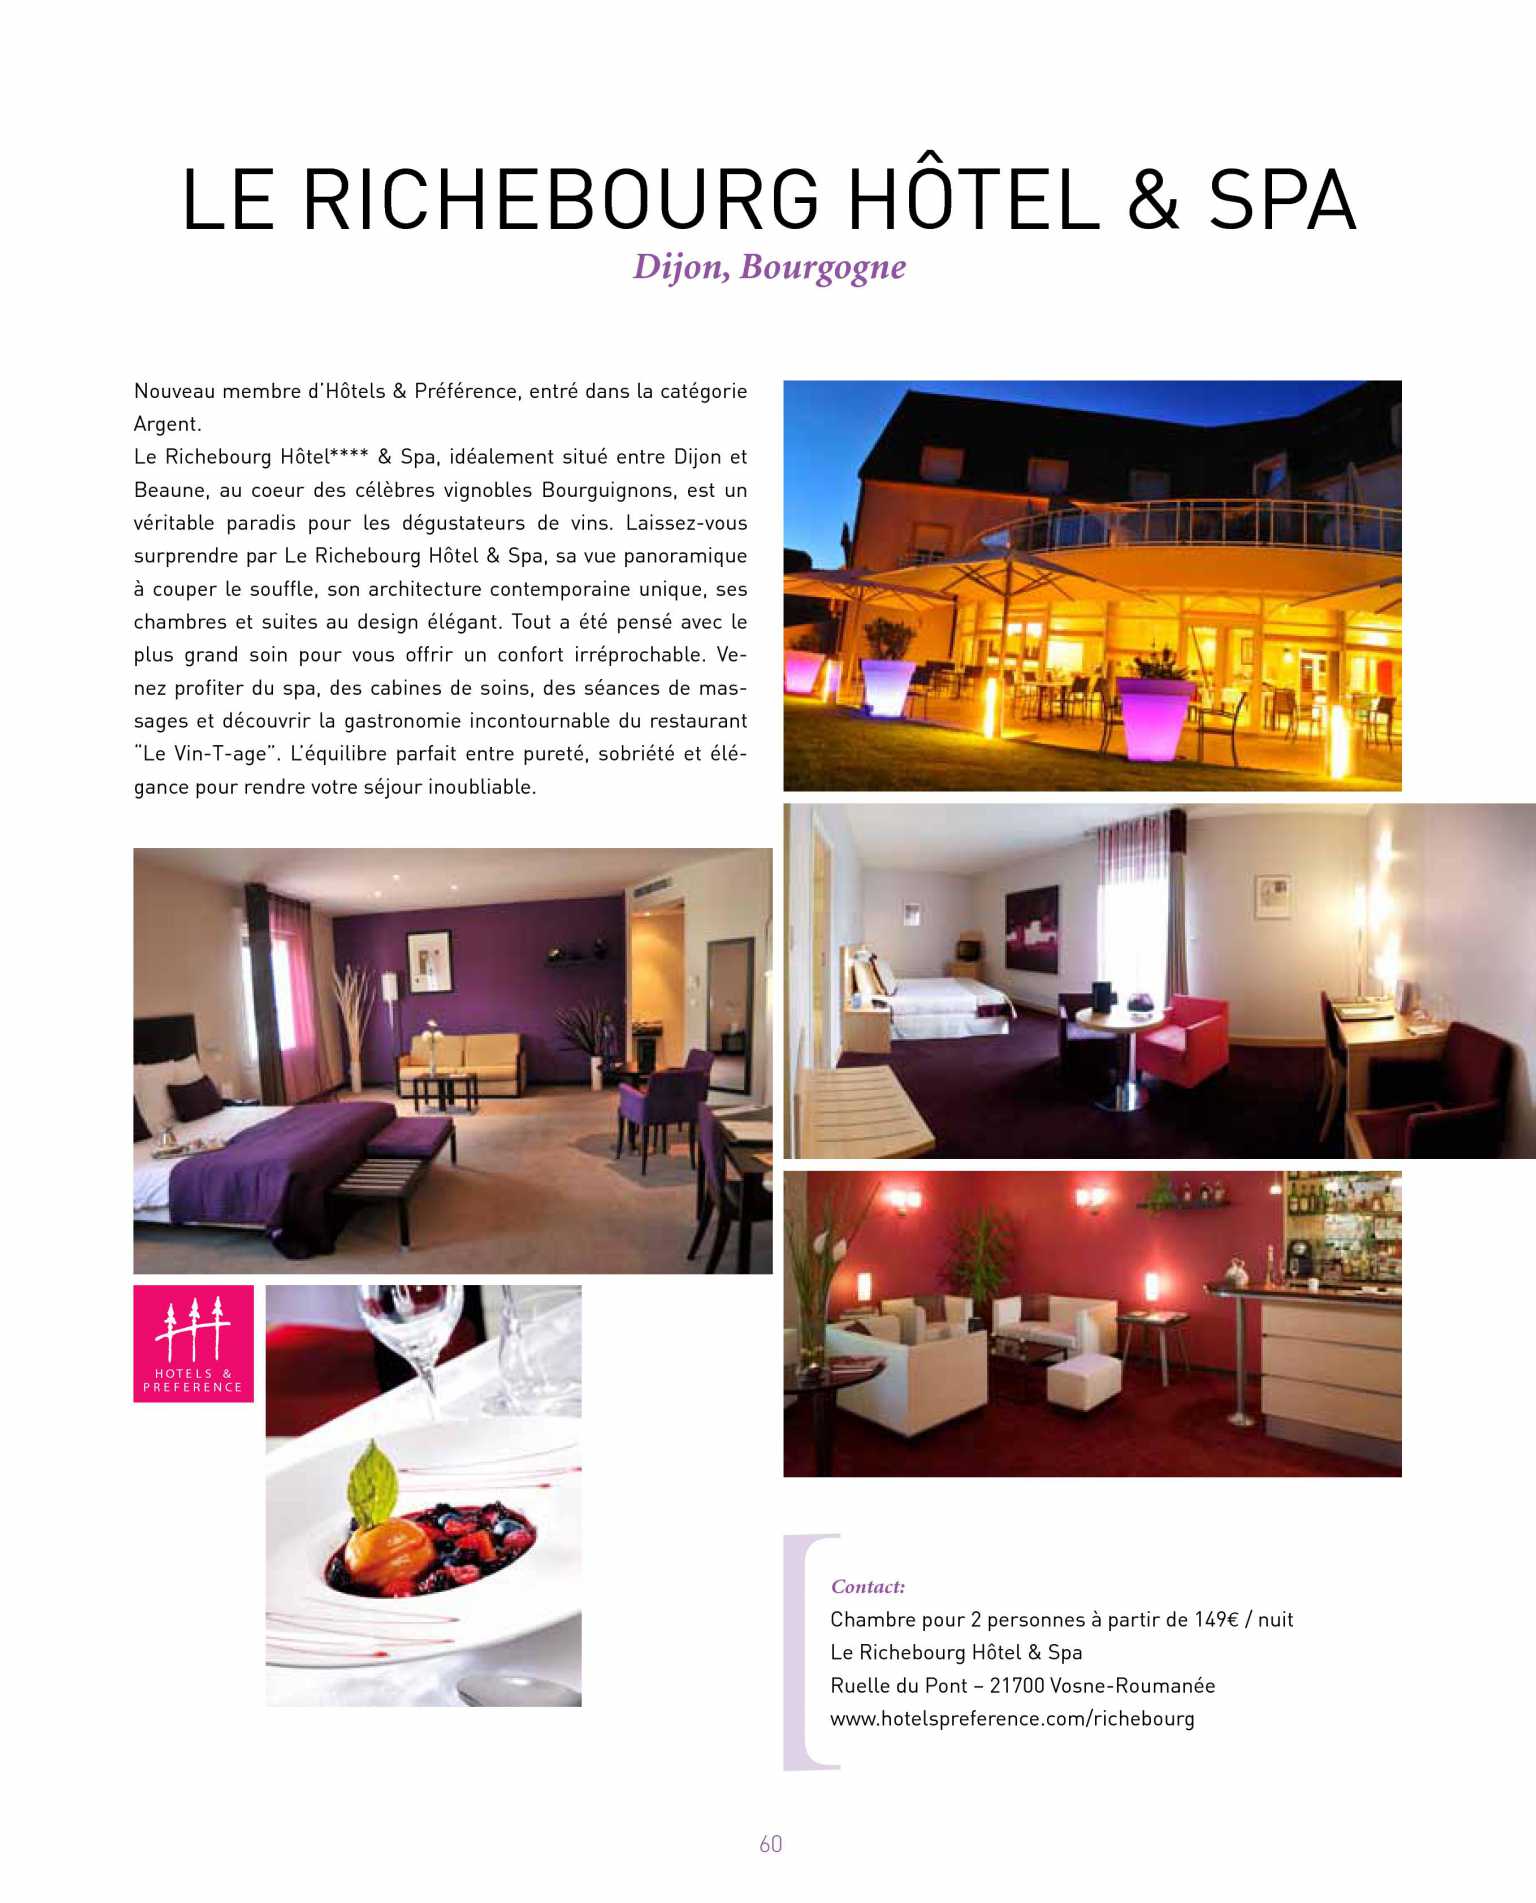 LE RICHEBOURG HÔTEL & SPA
Dijon, Bourgogne
Nouveau membre d’Hôtels & Préférence, entré dans la catégorie
Argent.
Le Richebourg Hôtel**** & Spa, idéalement situé entre Dijon et
Beaune, au coeur des célèbres vignobles Bourguignons, est un
véritable paradis pour les dégustateurs de vins. Laissez-vous
surprendre par Le Richebourg Hôtel & Spa, sa vue panoramique
à couper le souffle, son architecture contemporaine unique, ses
chambres et suites au design élégant. Tout a été pensé avec le
plus grand soin pour vous offrir un confort irréprochable. Ve-
nez profiter du spa, des cabines de soins, des séances de mas-
sages et découvrir la gastronomie incontournable du restaurant
“Le Vin-T-age”. L’équilibre parfait entre pureté, sobriété et élé-
gance pour rendre votre séjour inoubliable.
HOTELS &
PREFERENCE
Contact:
Chambre pour 2 personnes à partir de 149€ / nuit
Le Richebourg Hôtel & Spa
Ruelle du Pont – 21700 Vosne-Roumanée
www.hotelspreference.com/richebourg
60